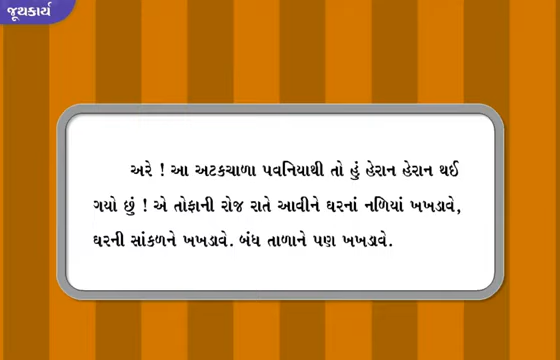 જૂથકાર્ય
અરે ! આ અટકચાળા પવનિયાથી તો હું હેરાન હેરાન થઈ
ગયો છું ! એ તોફાની રોજ રાતે આવીને ઘરનાં નળિયાં ખખડાવે,
ઘરની સાંકળને ખખડાવે. બંધ તાળાને પણ ખખડાવે.